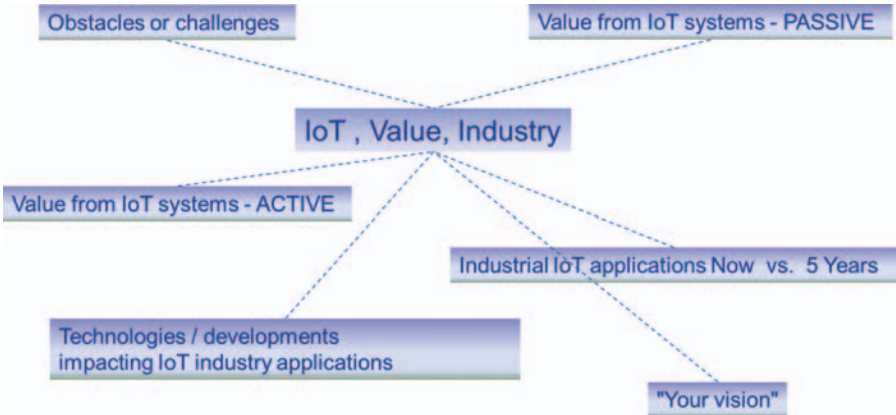 Obstacles or challenges
Value from IoT systems - PASSIVE
IoT , Value, Industry
Value from IoT systems - ACTIVE
Industrial IoT applications Now vs. 5 Years
Technologies / developments
impacting IoT industry applications
"Your vision"